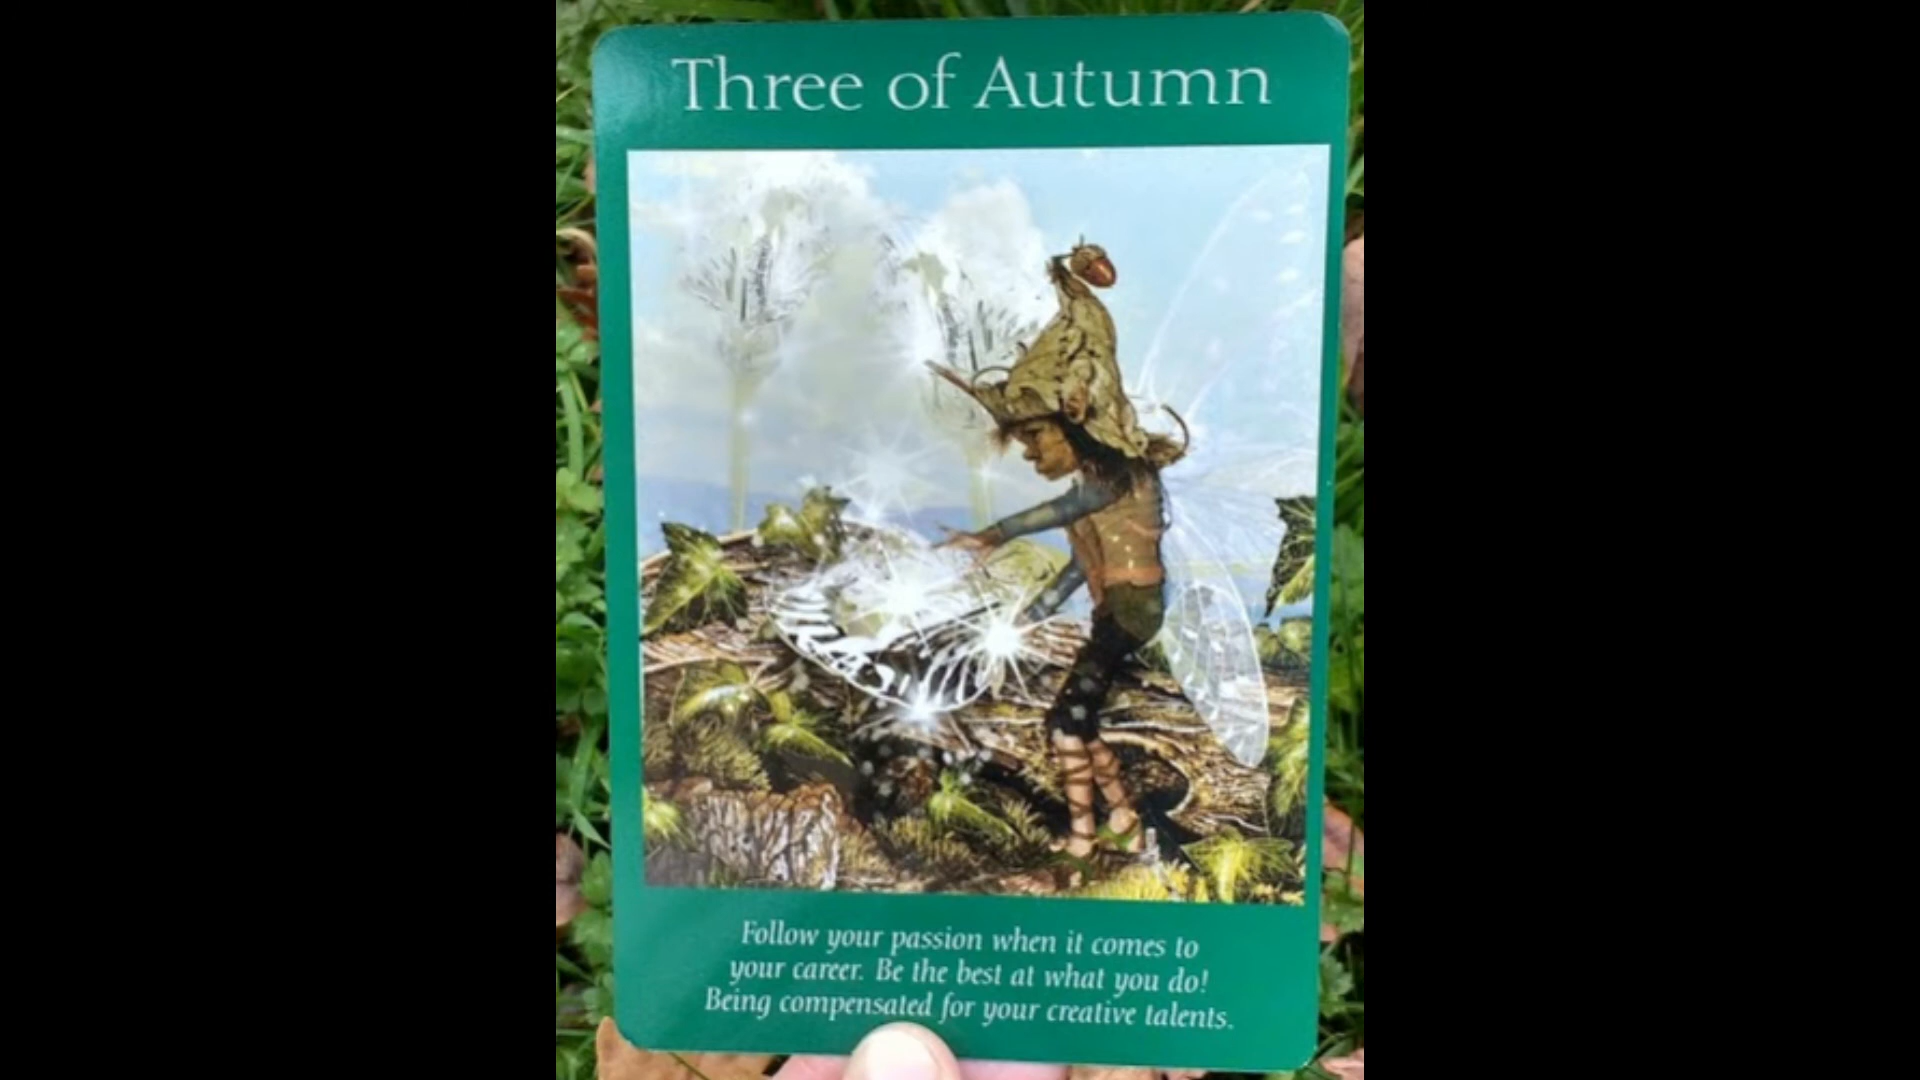 Three of Autumn
Follow your passion when it comes to
your career. Be the best at what you do!
Being compensated for your creative talents.